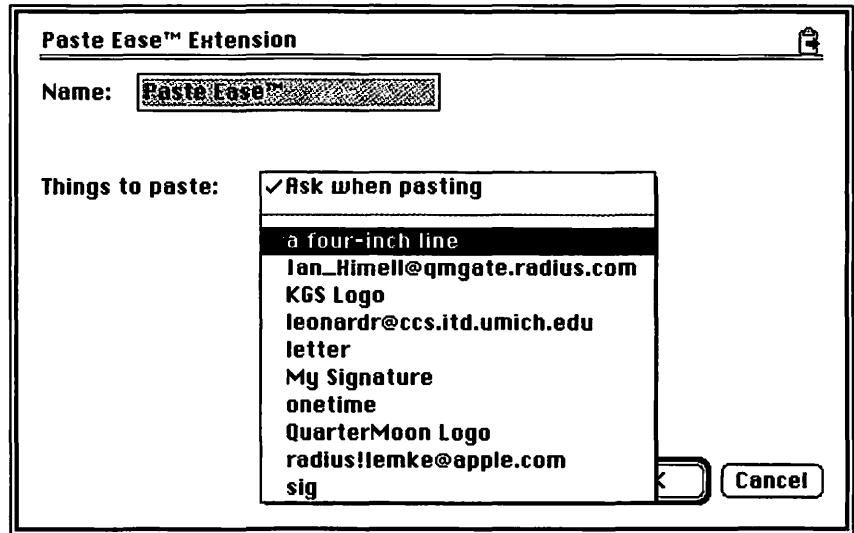 Paste Ease™ Extension
Name: Paste Ease™
Things to paste: ✓Ask when pasting
a four-inch line
Ian_Himell@qmgate.radius.com
KGS Logo
leonardr@ccs.itd.umich.edu
letter
My Signature
onetime
QuarterMoon Logo
radius!lemke@apple.com
sig
Cancel